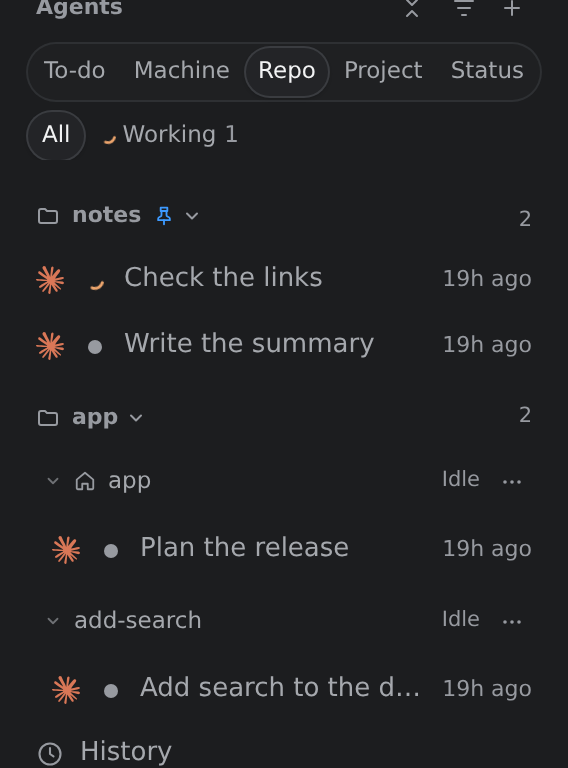 Agents
To-do Machine Repo Project Status
All Working 1
notes 2
Check the links 19h ago
Write the summary 19h ago
app 2
app Idle ...
Plan the release 19h ago
add-search Idle ...
Add search to the d... 19h ago
History